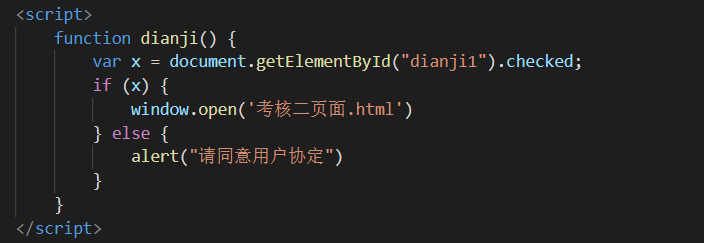 <script>
function dianji() {
var x = document.getElementById("dianji1").checked;
if (x) {
window.open('考核二页面.html')
} else {
alert("请同意用户协定")
}
}
</script>